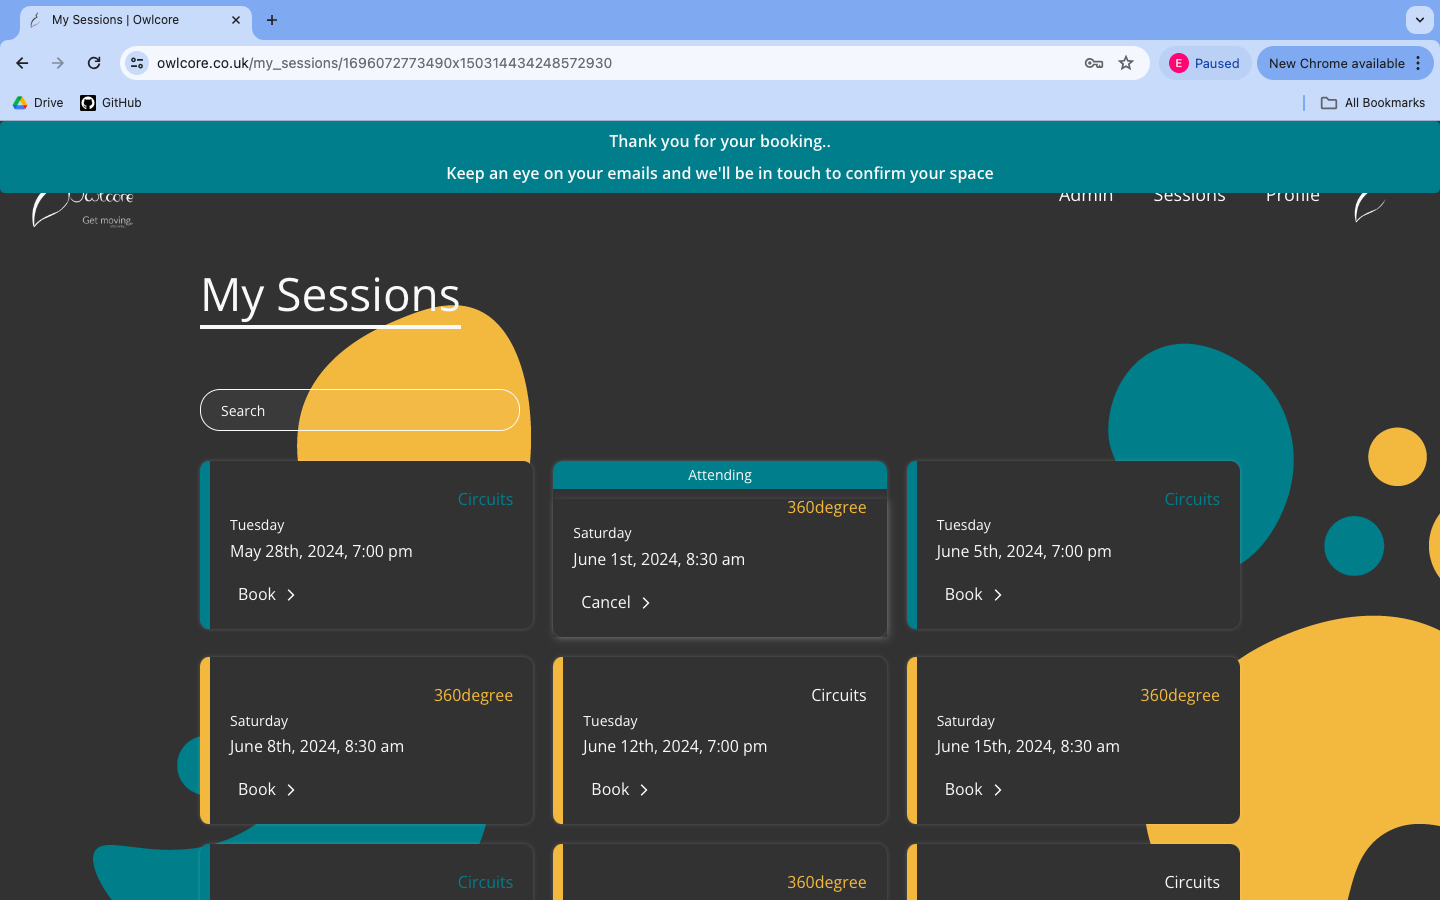 My Sessions | Owlcore
owlcore.co.uk/my_sessions/1696072773490x150314434248572930
E
Paused
New Chrome available
Drive
GitHub
All Bookmarks
Thank you for your booking..
Keep an eye on your emails and we'll be in touch to confirm your space
Owlcore
Get moving.
Admin
Sessions
Profile
My Sessions
Search
Circuits
Tuesday
May 28th, 2024, 7:00 pm
Book
Attending
360degree
Saturday
June 1st, 2024, 8:30 am
Cancel
Circuits
Tuesday
June 5th, 2024, 7:00 pm
Book
360degree
Saturday
June 8th, 2024, 8:30 am
Book
Circuits
Tuesday
June 12th, 2024, 7:00 pm
Book
360degree
Saturday
June 15th, 2024, 8:30 am
Book
Circuits
360degree
Circuits